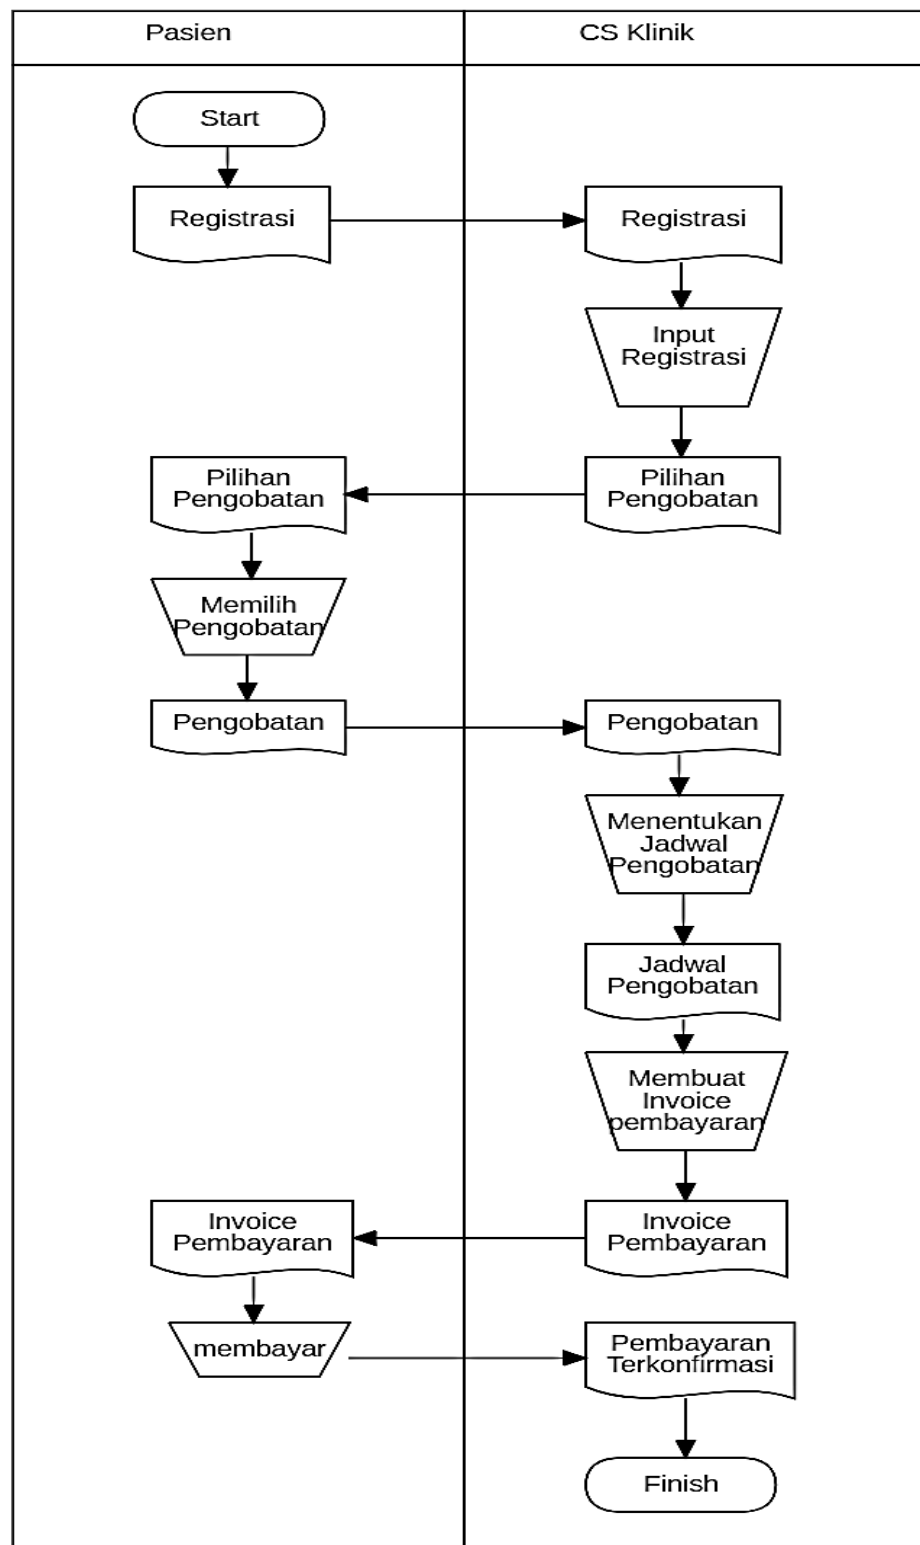 Pasien
CS Klinik
Start
Registrasi
Registrasi
Input
Registrasi
Pilihan
Pengobatan
Pilihan
Pengobatan
Memilih
Pengobatan
Pengobatan
Pengobatan
Menentukan
Jadwal
Pengobatan
Jadwal
Pengobatan
Membuat
Invoice
pembayaran
Invoice
Pembayaran
Invoice
Pembayaran
membayar
Pembayaran
Terkonfirmasi
Finish